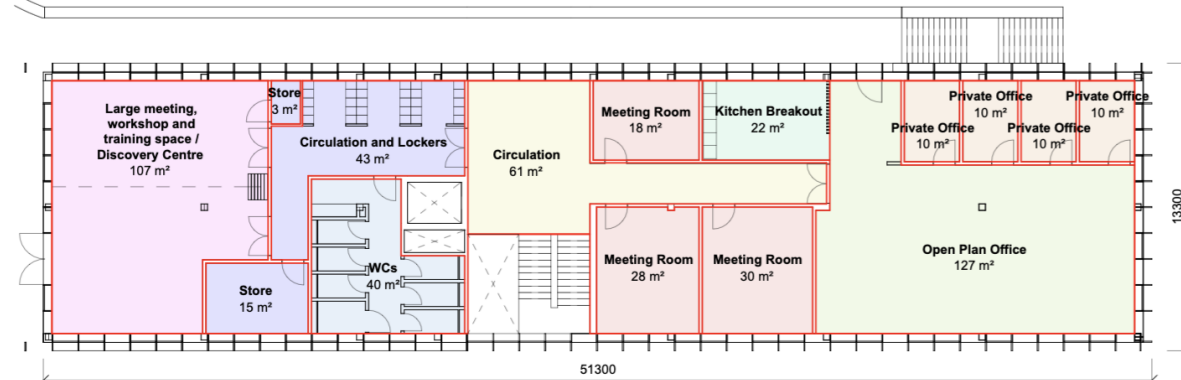 Large meeting,
workshop and
training space /
Discovery Centre
107 m²
Store
3 m²
Circulation and Lockers
43 m²
Store
15 m²
WCs
40 m²
Circulation
61 m²
Meeting Room
18 m²
Kitchen Breakout
22 m²
Meeting Room
28 m²
Meeting Room
30 m²
Private Office
10 m²
Private Office
10 m²
Private Office
10 m²
Private Office
10 m²
Open Plan Office
127 m²
13300
51300